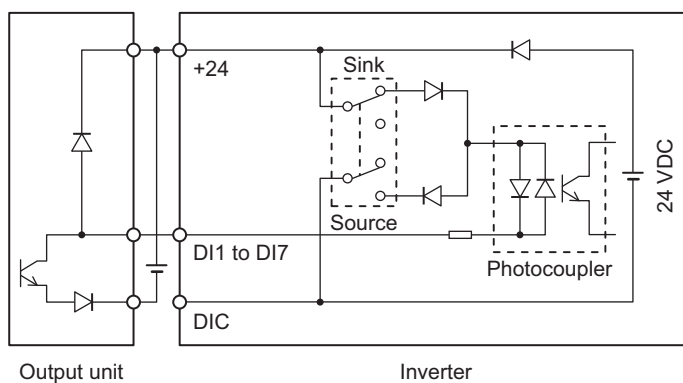 +24
Sink
Source
DI1 to DI7
Photocoupler
24 VDC
DIC
Output unit
Inverter